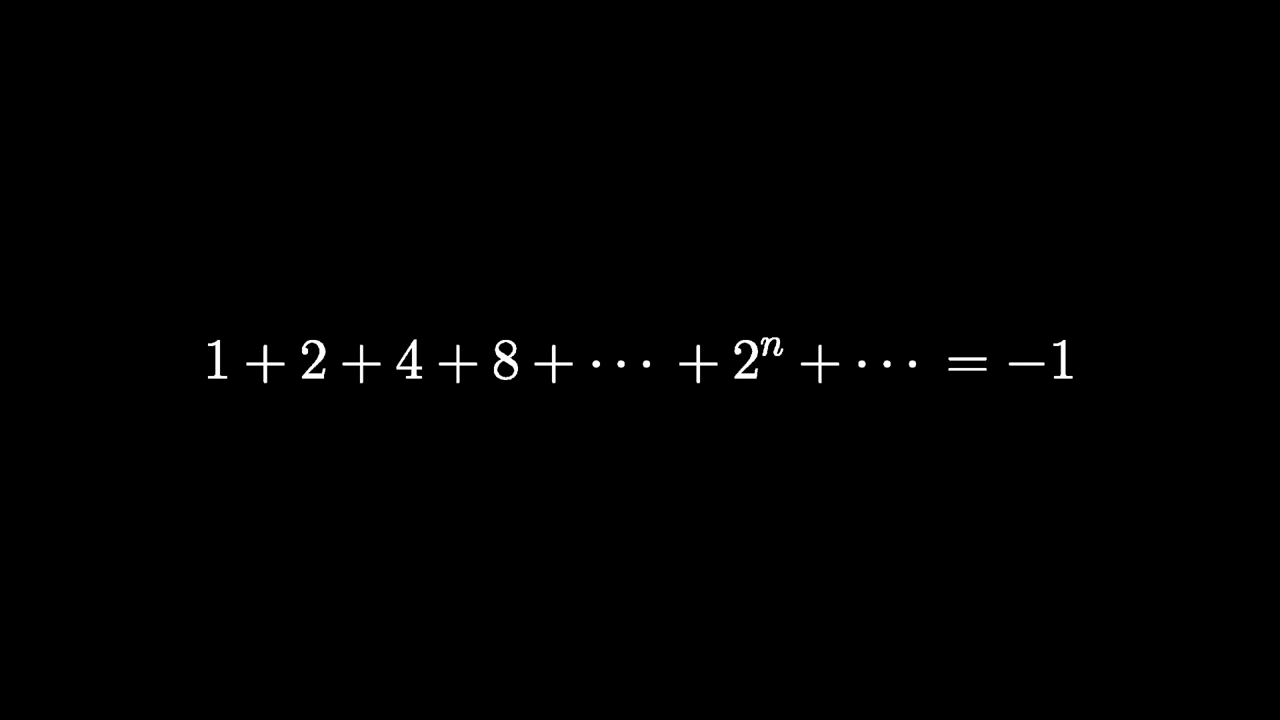 1 + 2 + 4 + 8 + ⋯ + 2ⁿ + ⋯ = −1